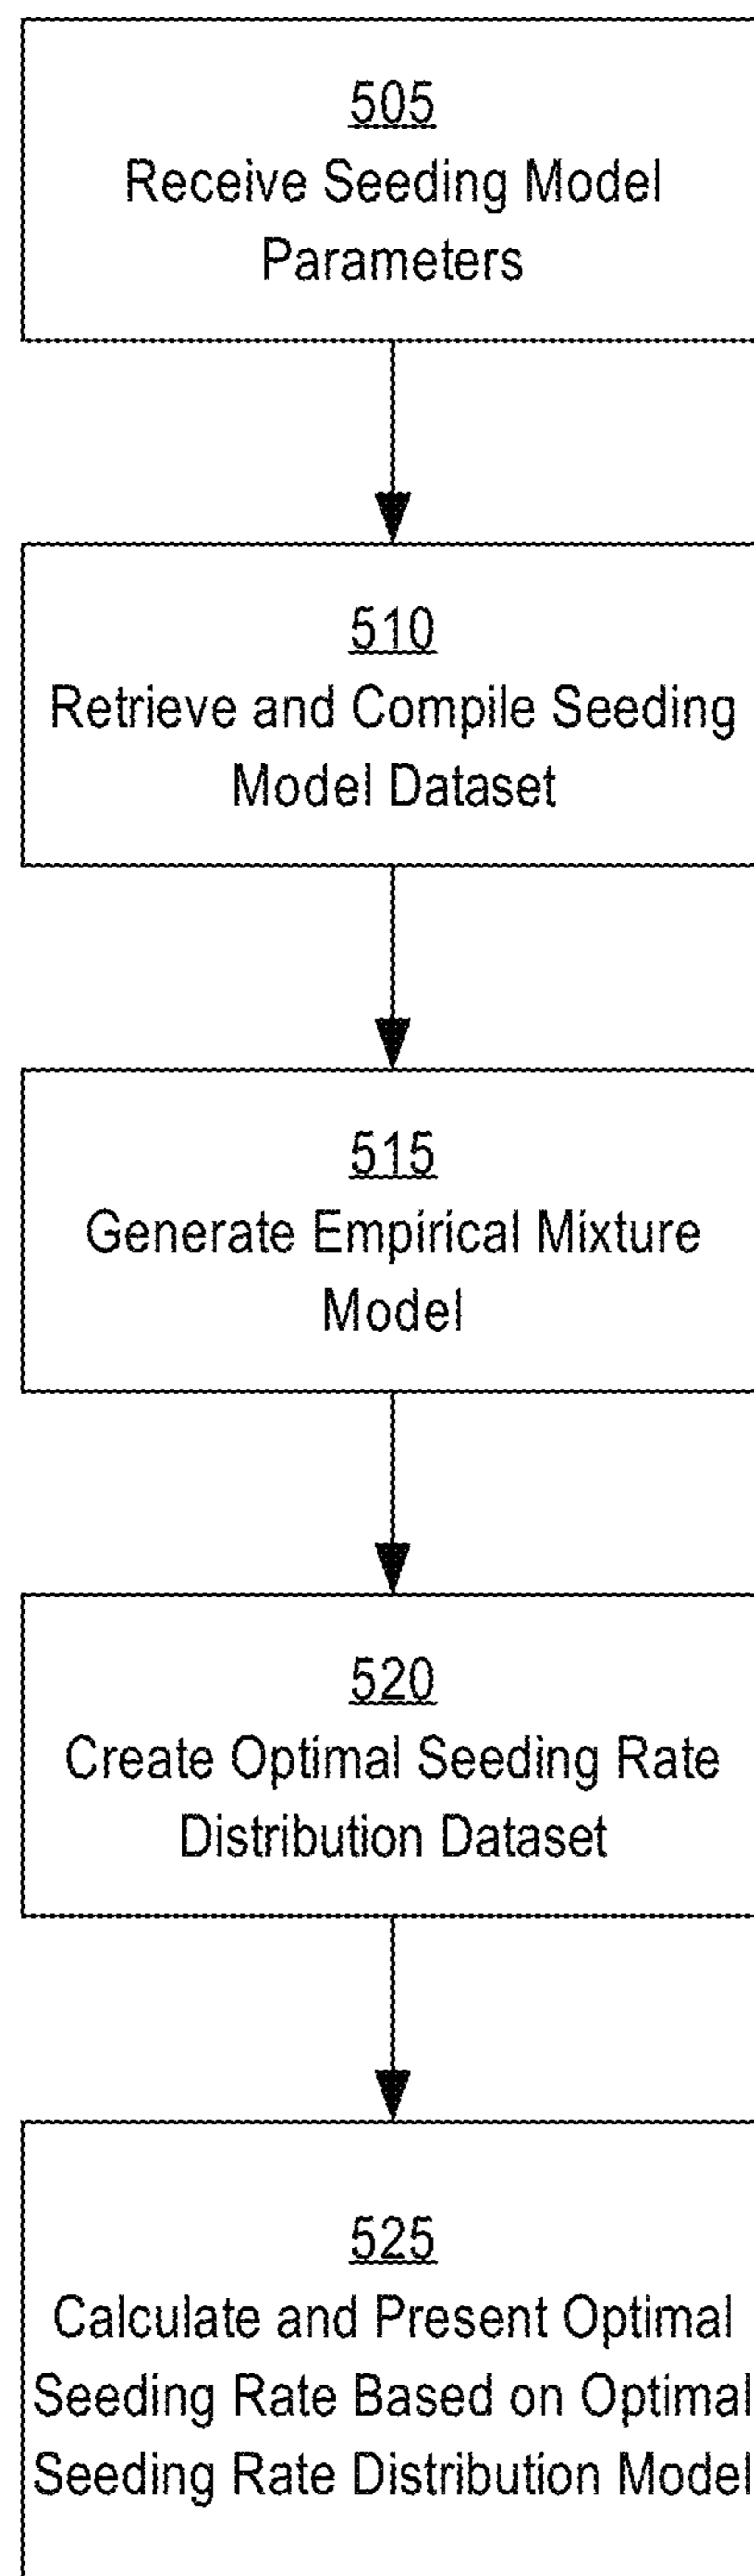 505
Receive Seeding Model
Parameters
510
Retrieve and Compile Seeding
Model Dataset
515
Generate Empirical Mixture
Model
520
Create Optimal Seeding Rate
Distribution Dataset
525
Calculate and Present Optimal
Seeding Rate Based on Optimal
Seeding Rate Distribution Model